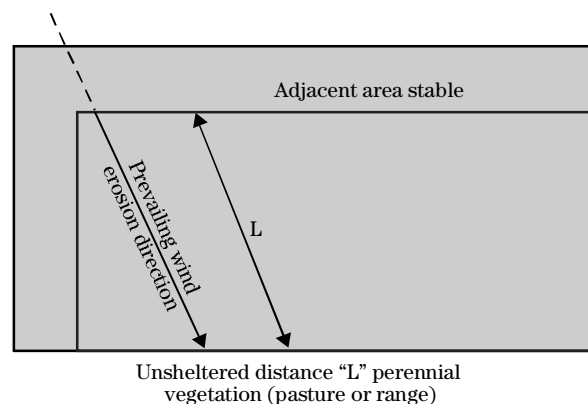 Adjacent area stable
Prevailing wind
erosion direction
L
Unsheltered distance “L” perennial
vegetation (pasture or range)